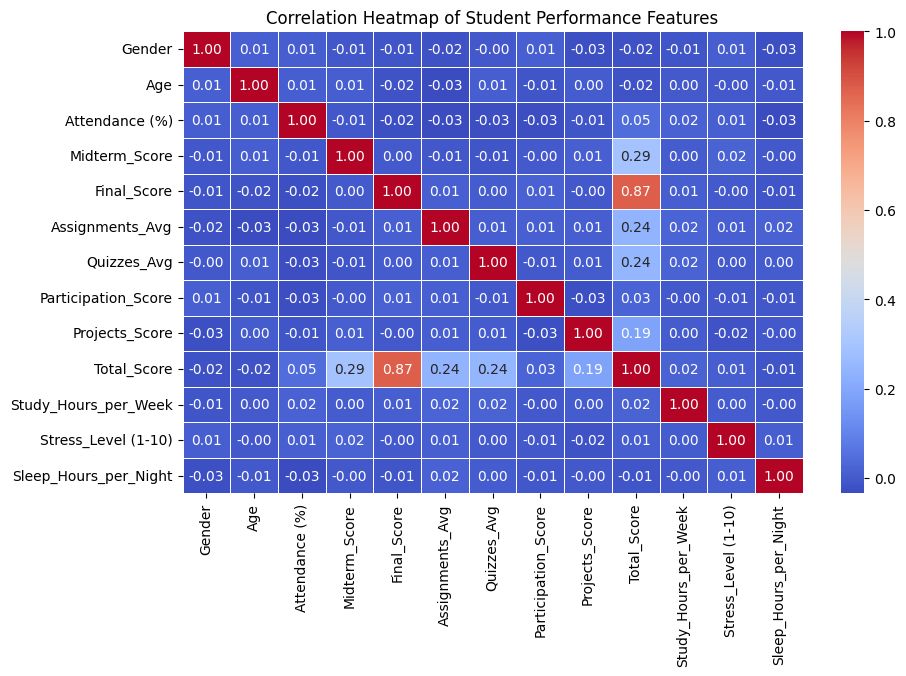 Correlation Heatmap of Student Performance Features
Gender 1.00 0.01 0.01 -0.01 -0.01 -0.02 -0.00 0.01 -0.03 -0.02 -0.01 0.01 -0.03
Age 0.01 1.00 0.01 0.01 -0.02 -0.03 0.01 -0.01 0.00 -0.02 0.00 -0.00 -0.01
Attendance (%) 0.01 0.01 1.00 -0.01 -0.02 -0.03 -0.03 -0.03 -0.01 0.05 0.02 0.01 -0.03
Midterm_Score -0.01 0.01 -0.01 1.00 0.00 -0.01 -0.01 -0.00 0.01 0.29 0.00 0.02 -0.00
Final_Score -0.01 -0.02 -0.02 0.00 1.00 0.01 0.00 0.01 -0.00 0.87 0.01 -0.00 -0.01
Assignments_Avg -0.02 -0.03 -0.03 -0.01 0.01 1.00 0.01 0.01 0.01 0.24 0.02 0.01 0.02
Quizzes_Avg -0.00 0.01 -0.03 -0.01 0.00 0.01 1.00 -0.01 0.01 0.24 0.02 0.00 0.00
Participation_Score 0.01 -0.01 -0.03 -0.00 0.01 0.01 -0.01 1.00 -0.03 0.03 -0.00 -0.01 -0.01
Projects_Score -0.03 0.00 -0.01 0.01 -0.00 0.01 0.01 -0.03 1.00 0.19 0.00 -0.02 -0.00
Total_Score -0.02 -0.02 0.05 0.29 0.87 0.24 0.24 0.03 0.19 1.00 0.02 0.01 -0.01
Study_Hours_per_Week -0.01 0.00 0.02 0.00 0.01 0.02 0.02 -0.00 0.00 0.02 1.00 0.00 -0.00
Stress_Level (1-10) 0.01 -0.00 0.01 0.02 -0.00 0.01 0.00 -0.01 -0.02 0.01 0.00 1.00 0.01
Sleep_Hours_per_Night -0.03 -0.01 -0.03 -0.00 -0.01 0.02 0.00 -0.01 -0.00 -0.01 -0.00 0.01 1.00
Gender
Age
Attendance (%)
Midterm_Score
Final_Score
Assignments_Avg
Quizzes_Avg
Participation_Score
Projects_Score
Total_Score
Study_Hours_per_Week
Stress_Level (1-10)
Sleep_Hours_per_Night
1.0
0.8
0.6
0.4
0.2
0.0